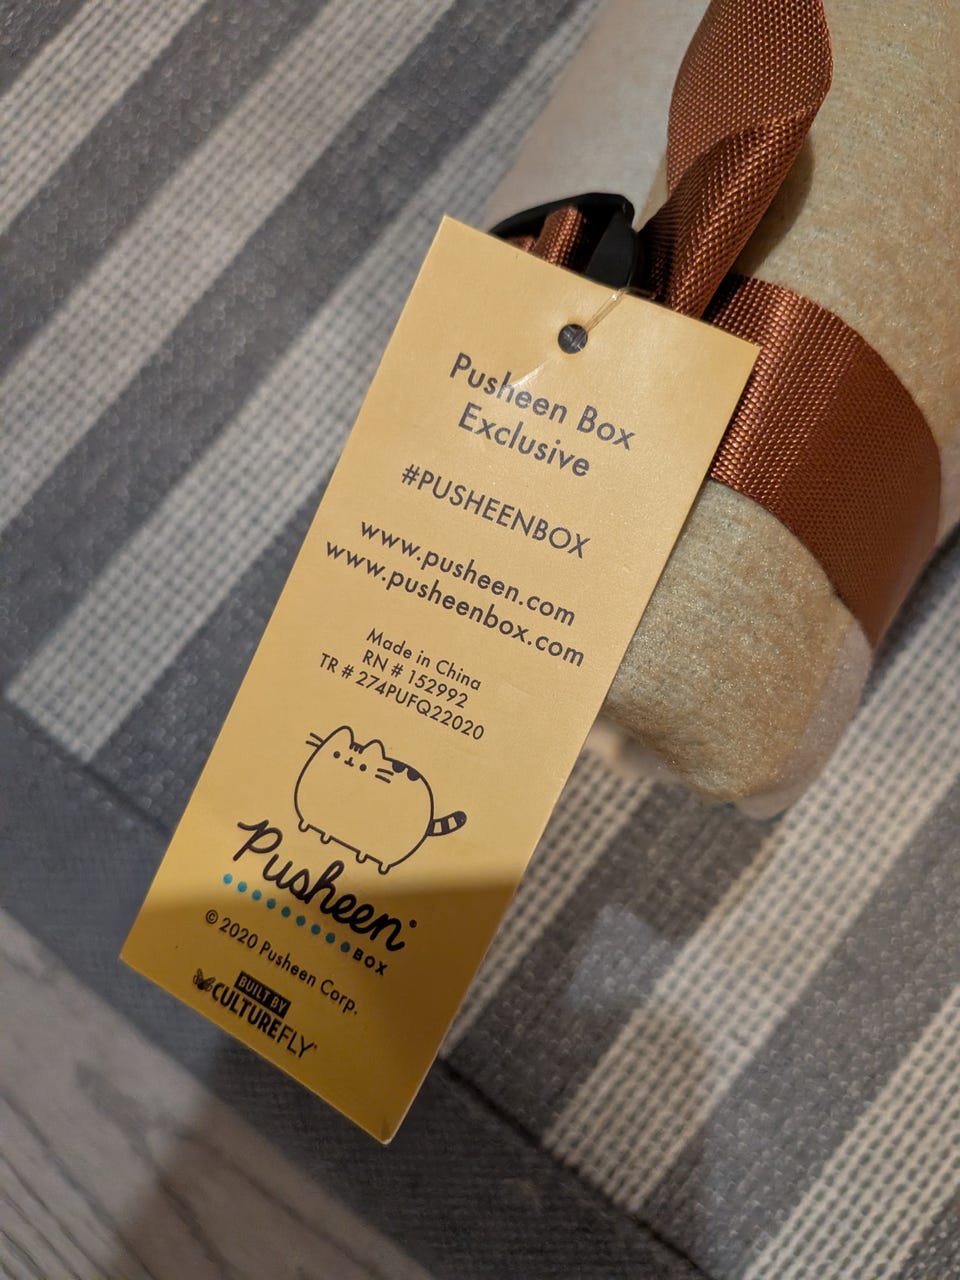 Pusheen Box
Exclusive
#PUSHEENBOX
www.pusheen.com
www.pusheenbox.com
Made in China
RN # 152992
TR # 274PUFQ22020
Pusheen®
BOX
© 2020 Pusheen Corp.
BUILT BY
CULTUREFLY